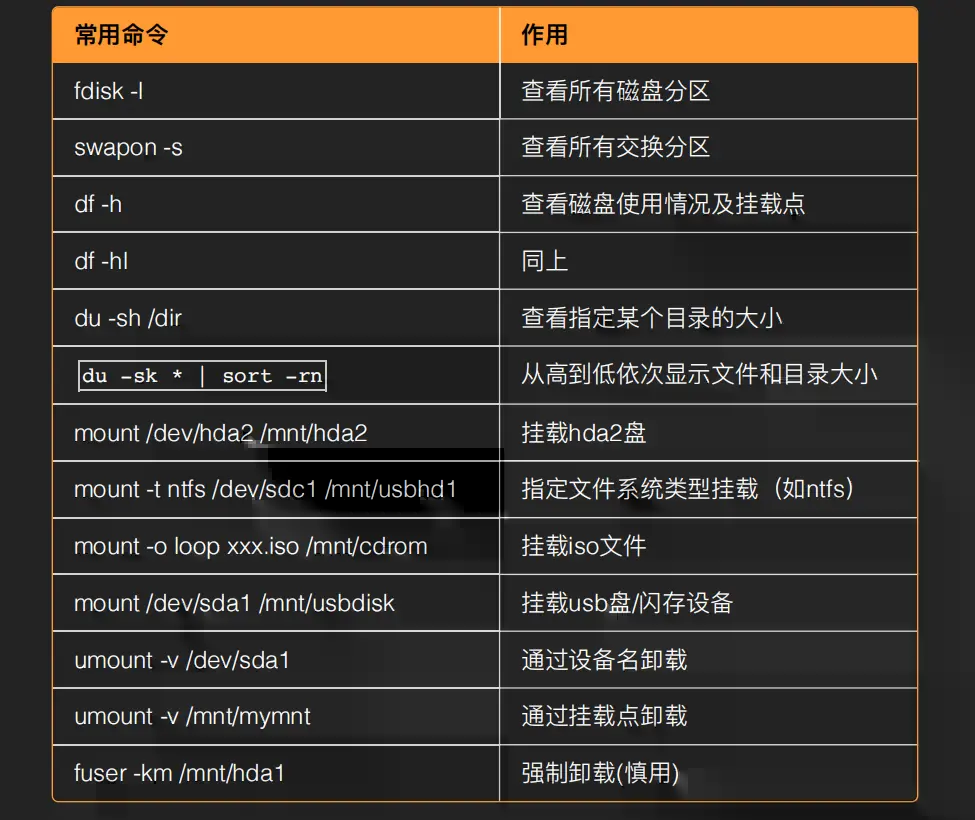 常用命令 作用
fdisk -l 查看所有磁盘分区
swapon -s 查看所有交换分区
df -h 查看磁盘使用情况及挂载点
df -hl 同上
du -sh /dir 查看指定某个目录的大小
du -sk * | sort -rn 从高到低依次显示文件和目录大小
mount /dev/hda2 /mnt/hda2 挂载hda2盘
mount -t ntfs /dev/sdc1 /mnt/usbhd1 指定文件系统类型挂载（如ntfs）
mount -o loop xxx.iso /mnt/cdrom 挂载iso文件
mount /dev/sda1 /mnt/usbdisk 挂载usb盘/闪存设备
umount -v /dev/sda1 通过设备名卸载
umount -v /mnt/mymnt 通过挂载点卸载
fuser -km /mnt/hda1 强制卸载(慎用)